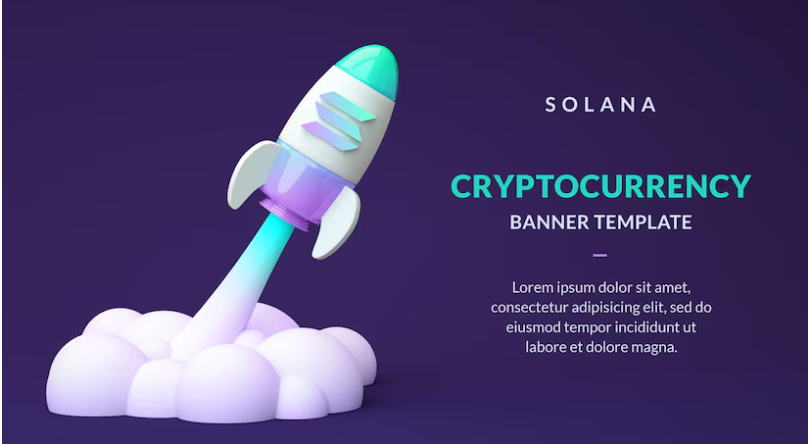 SOLANA
CRYPTOCURRENCY
BANNER TEMPLATE
Lorem ipsum dolor sit amet,
consectetur adipisicing elit, sed do
eiusmod tempor incididunt ut
labore et dolore magna.